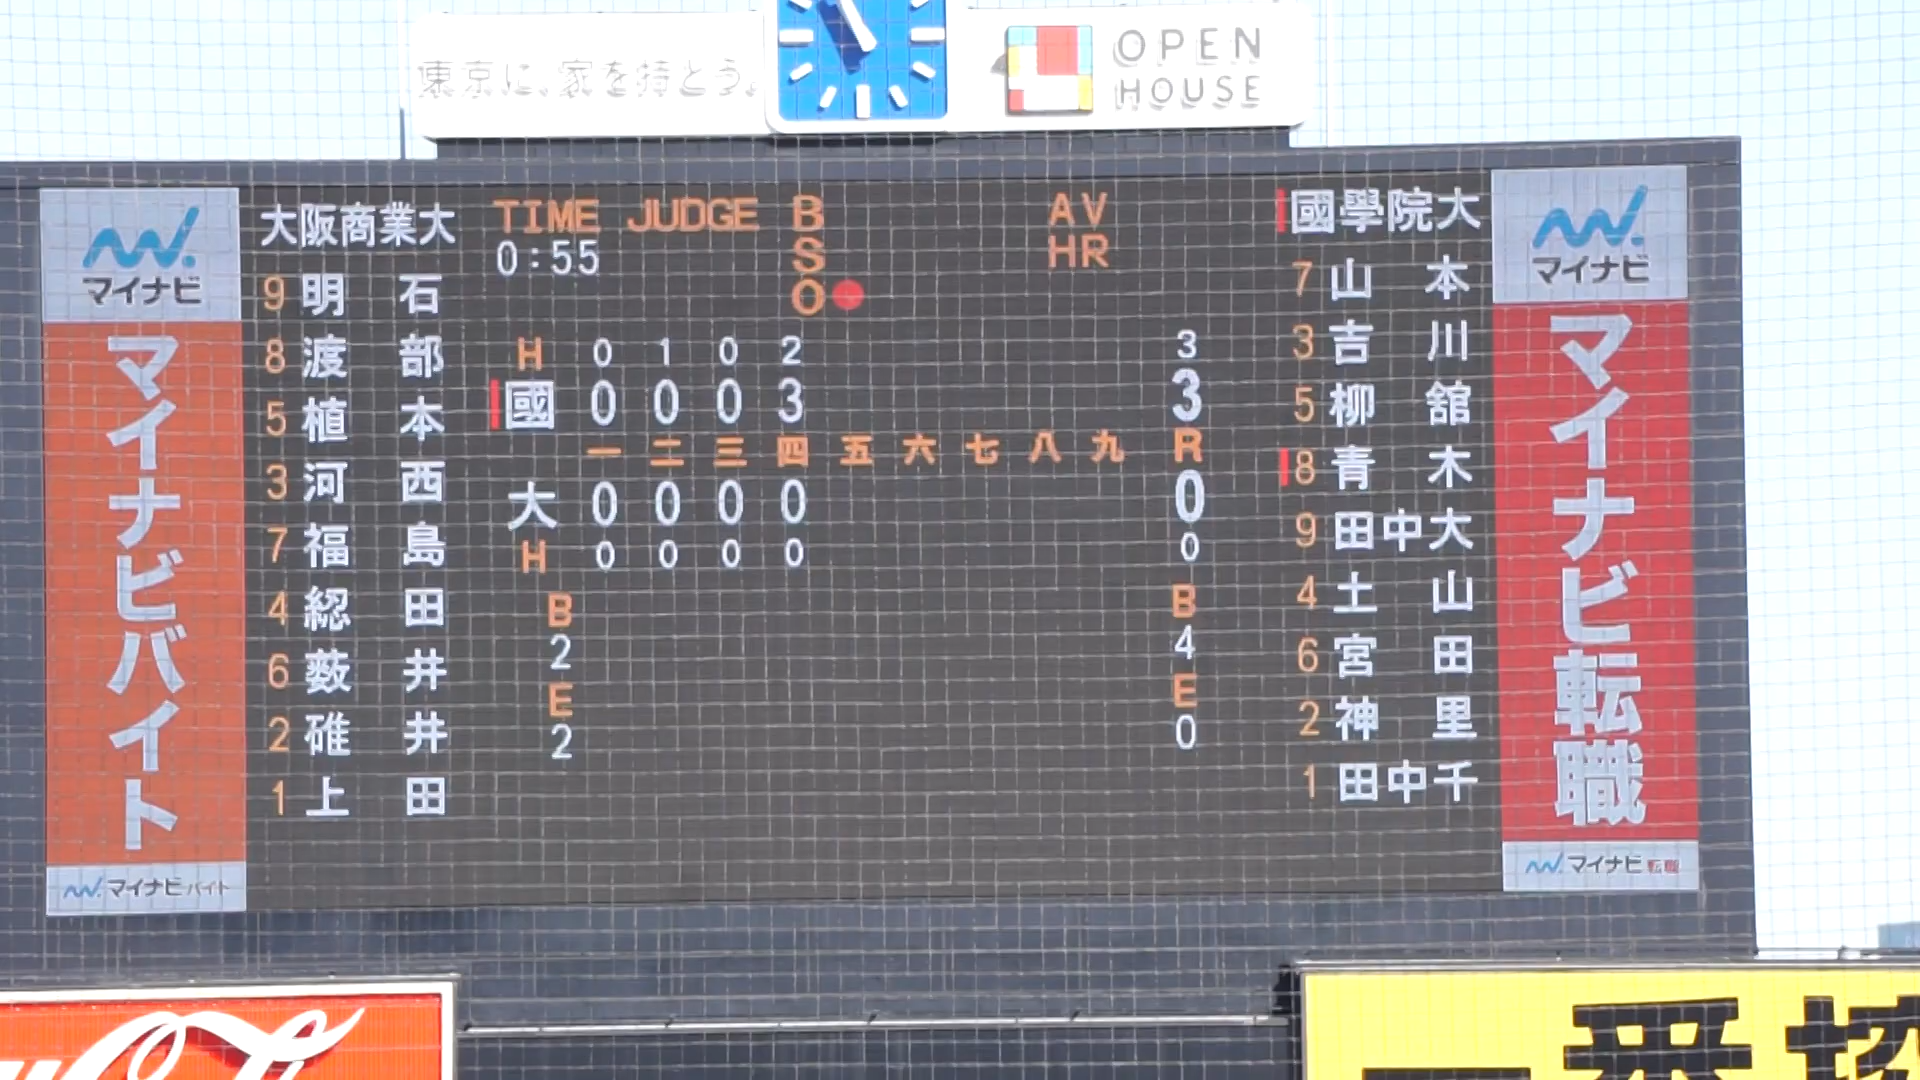 東京に、家を持とう。
OPEN
HOUSE
マイナビ
マイナビバイト
マイナビバイト
大阪商業大
9 明石
8 渡部
5 植本
3 河西
7 福島
4 綛田
6 薮井
2 碓井
1 上田
TIME JUDGE
0:55
B
S
O
AV
HR
H 0 1 0 2 3
國 0 0 0 3 3
一 二 三 四 五 六 七 八 九 R
大 0 0 0 0 0
H 0 0 0 0 0
B B
2 4
E E
2 0
國學院大
7 山本
3 吉川
5 柳舘
8 青木
9 田中大
4 土山
6 宮田
2 神里
1 田中千
マイナビ
マイナビ転職
マイナビ転職
一番搾